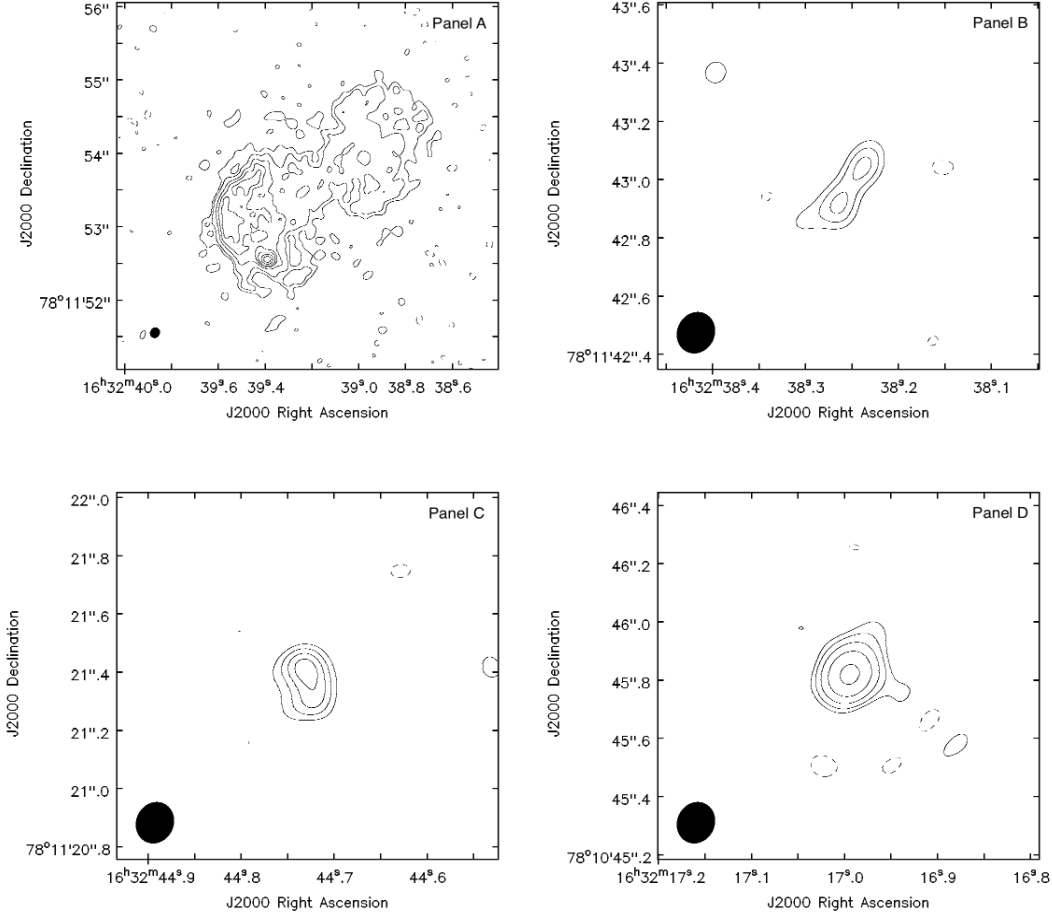 Panel A
56"
55"
54"
53"
78°11'52"
J2000 Declination
16ʰ32ᵐ40ˢ.0 39ˢ.6 39ˢ.4 39ˢ.0 38ˢ.8 38ˢ.6
J2000 Right Ascension
Panel B
43".6
43".4
43".2
43".0
42".8
42".6
78°11'42".4
J2000 Declination
16ʰ32ᵐ38ˢ.4 38ˢ.3 38ˢ.2 38ˢ.1
J2000 Right Ascension
Panel C
22".0
21".8
21".6
21".4
21".2
21".0
78°11'20".8
J2000 Declination
16ʰ32ᵐ44ˢ.9 44ˢ.8 44ˢ.7 44ˢ.6
J2000 Right Ascension
Panel D
46".4
46".2
46".0
45".8
45".6
45".4
78°10'45".2
J2000 Declination
16ʰ32ᵐ17ˢ.2 17ˢ.1 17ˢ.0 16ˢ.9 16ˢ.8
J2000 Right Ascension